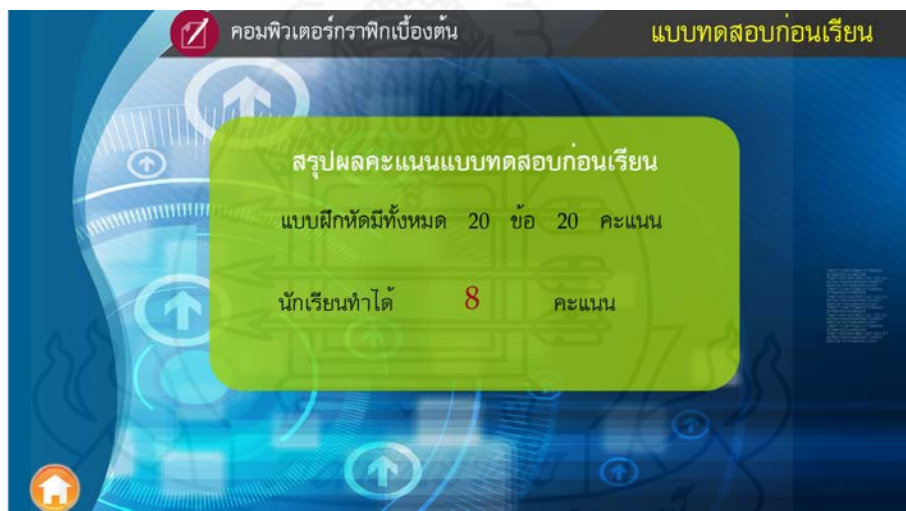 คอมพิวเตอร์กราฟิกเบื้องต้น
แบบทดสอบก่อนเรียน
สรุปผลคะแนนแบบทดสอบก่อนเรียน
แบบฝึกหัดมีทั้งหมด 20 ข้อ 20 คะแนน
นักเรียนทำได้ 8 คะแนน